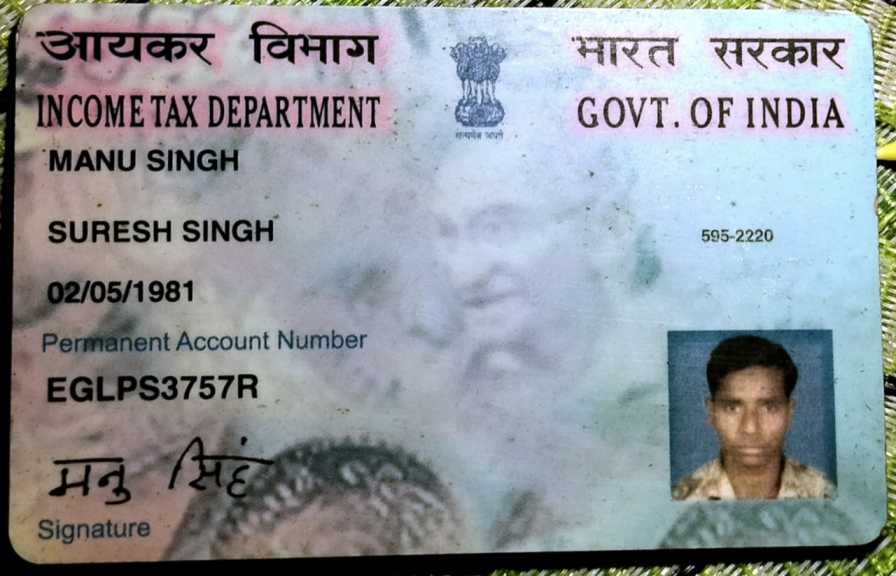 आयकर विभाग
भारत सरकार
INCOME TAX DEPARTMENT
GOVT. OF INDIA
सत्यमेव जयते
MANU SINGH
SURESH SINGH
595-2220
02/05/1981
Permanent Account Number
EGLPS3757R
मनु सिंह
Signature